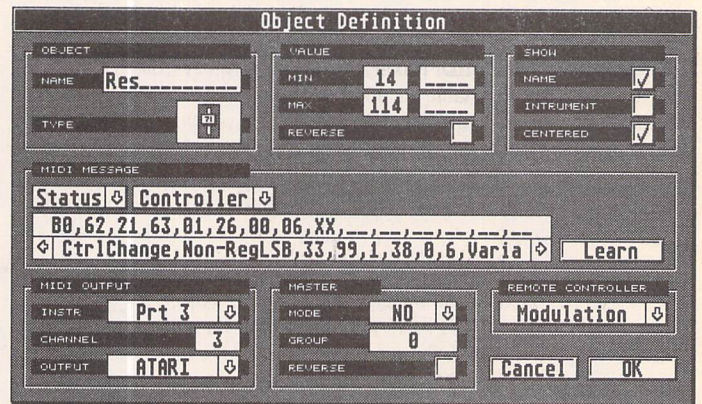 Object Definition
OBJECT
NAME Res_________
TYPE 71
VALUE
MIN 14 ____
MAX 114 ____
REVERSE
SHOW
NAME
INTRUMENT
CENTERED
MIDI MESSAGE
Status Controller
B0,62,21,63,01,26,00,06,XX,__,__,__,__,__,__
CtrlChange,Non-RegLSB,33,99,1,38,0,6,Varia
Learn
MIDI OUTPUT
INSTR Prt 3
CHANNEL 3
OUTPUT ATARI
MASTER
MODE NO
GROUP 0
REVERSE
REMOTE CONTROLLER
Modulation
Cancel OK